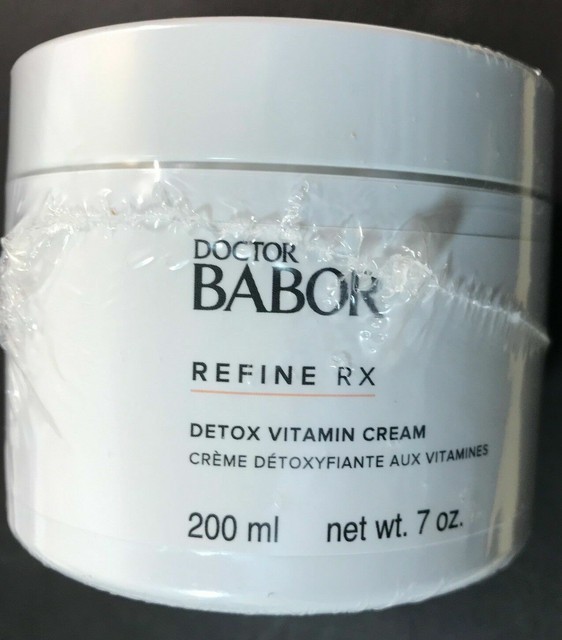 DOCTOR
BABOR
REFINE RX
DETOX VITAMIN CREAM
CRÈME DÉTOXYFIANTE AUX VITAMINES
200 ml net wt. 7 oz.